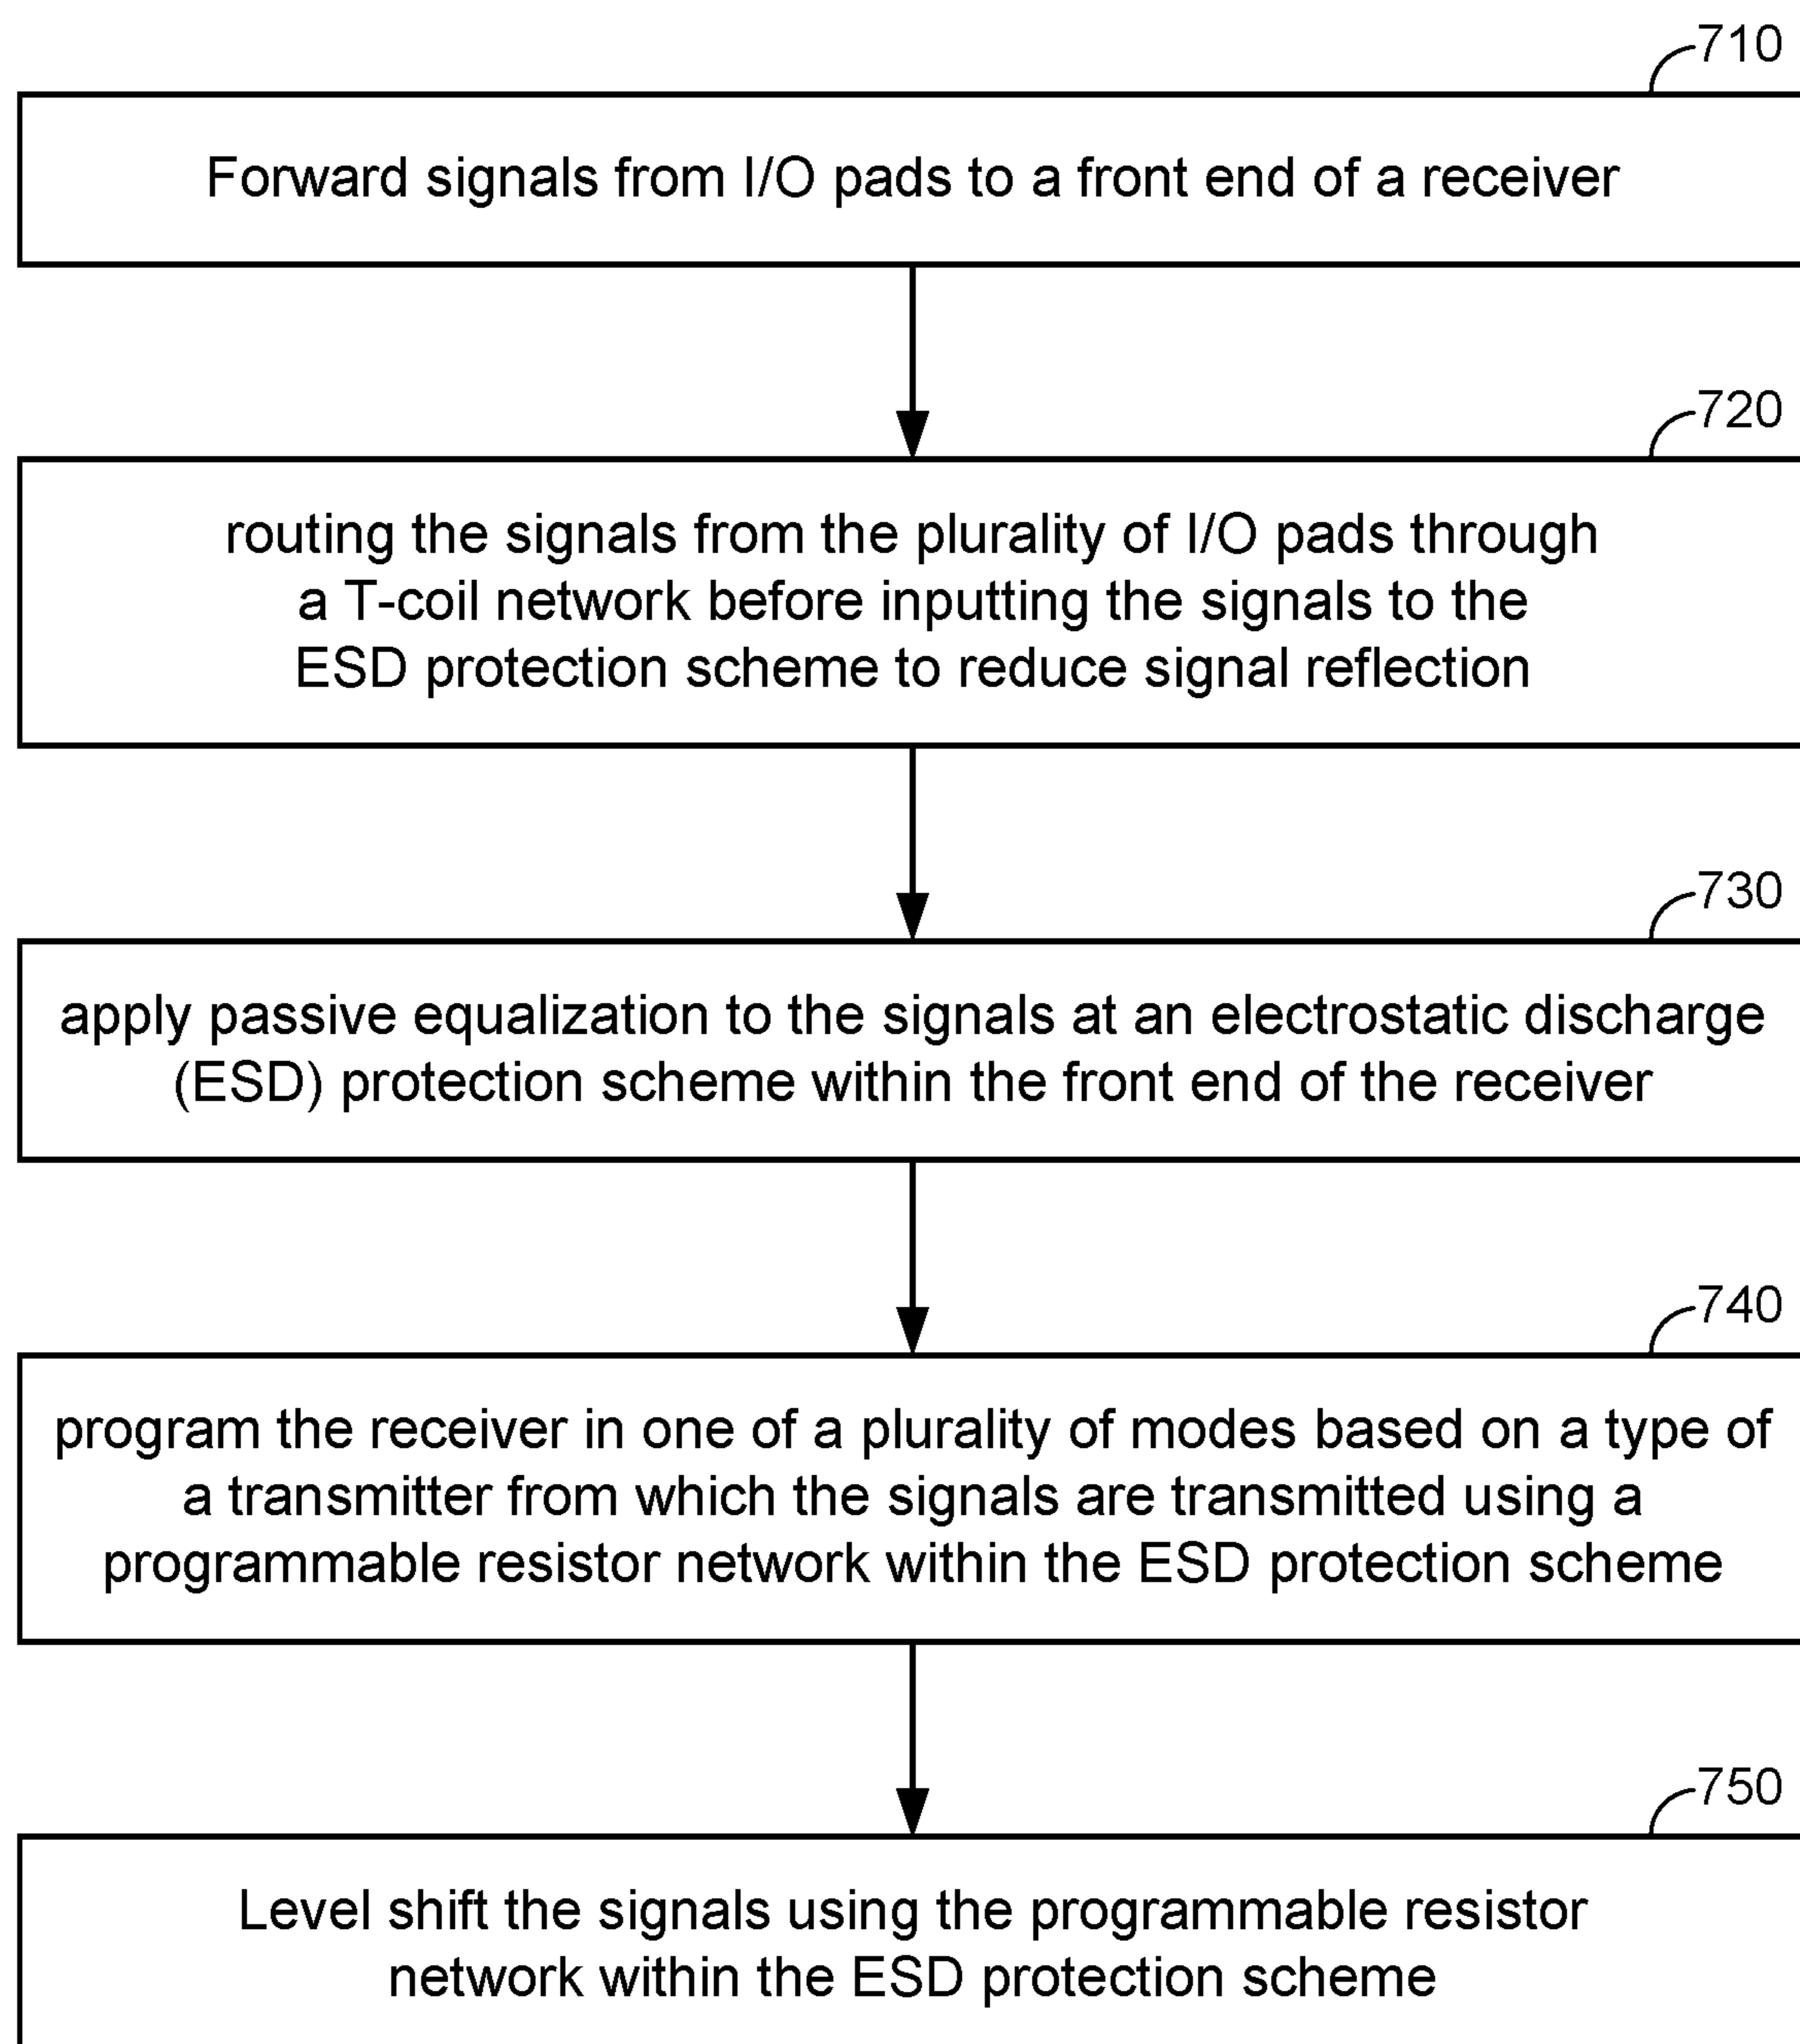 710
Forward signals from I/O pads to a front end of a receiver
720
routing the signals from the plurality of I/O pads through
a T-coil network before inputting the signals to the
ESD protection scheme to reduce signal reflection
730
apply passive equalization to the signals at an electrostatic discharge
(ESD) protection scheme within the front end of the receiver
740
program the receiver in one of a plurality of modes based on a type of
a transmitter from which the signals are transmitted using a
programmable resistor network within the ESD protection scheme
750
Level shift the signals using the programmable resistor
network within the ESD protection scheme